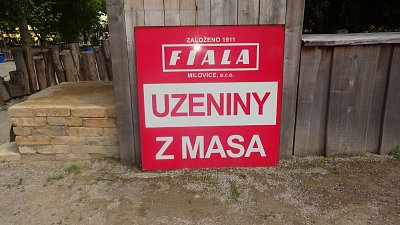 ZALOŽENO 1911
FIALA
MILOVICE, s.r.o.
UZENINY
Z MASA